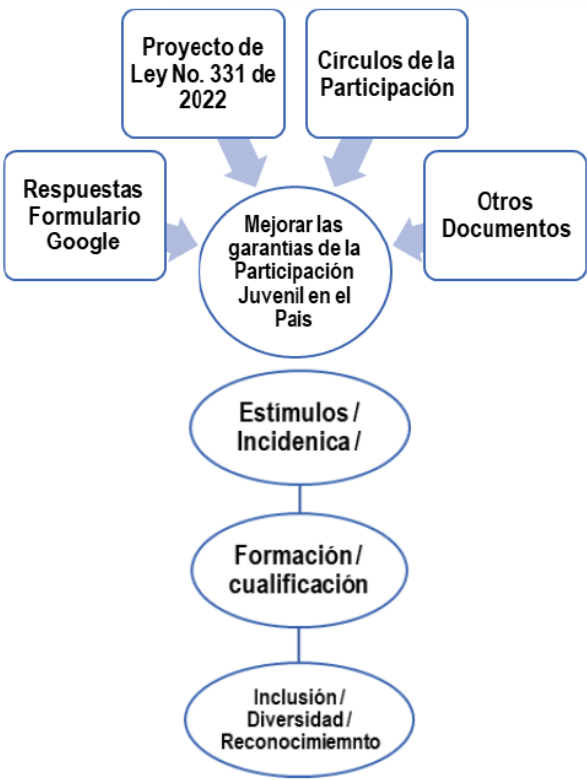 Proyecto de
Ley No. 331 de
2022
Círculos de la
Participación
Respuestas
Formulario
Google
Otros
Documentos
Mejorar las
garantías de la
Participación
Juvenil en el
Pais
Estímulos /
Incidenica /
Formación /
cualificación
Inclusión /
Diversidad /
Reconocimiemnto